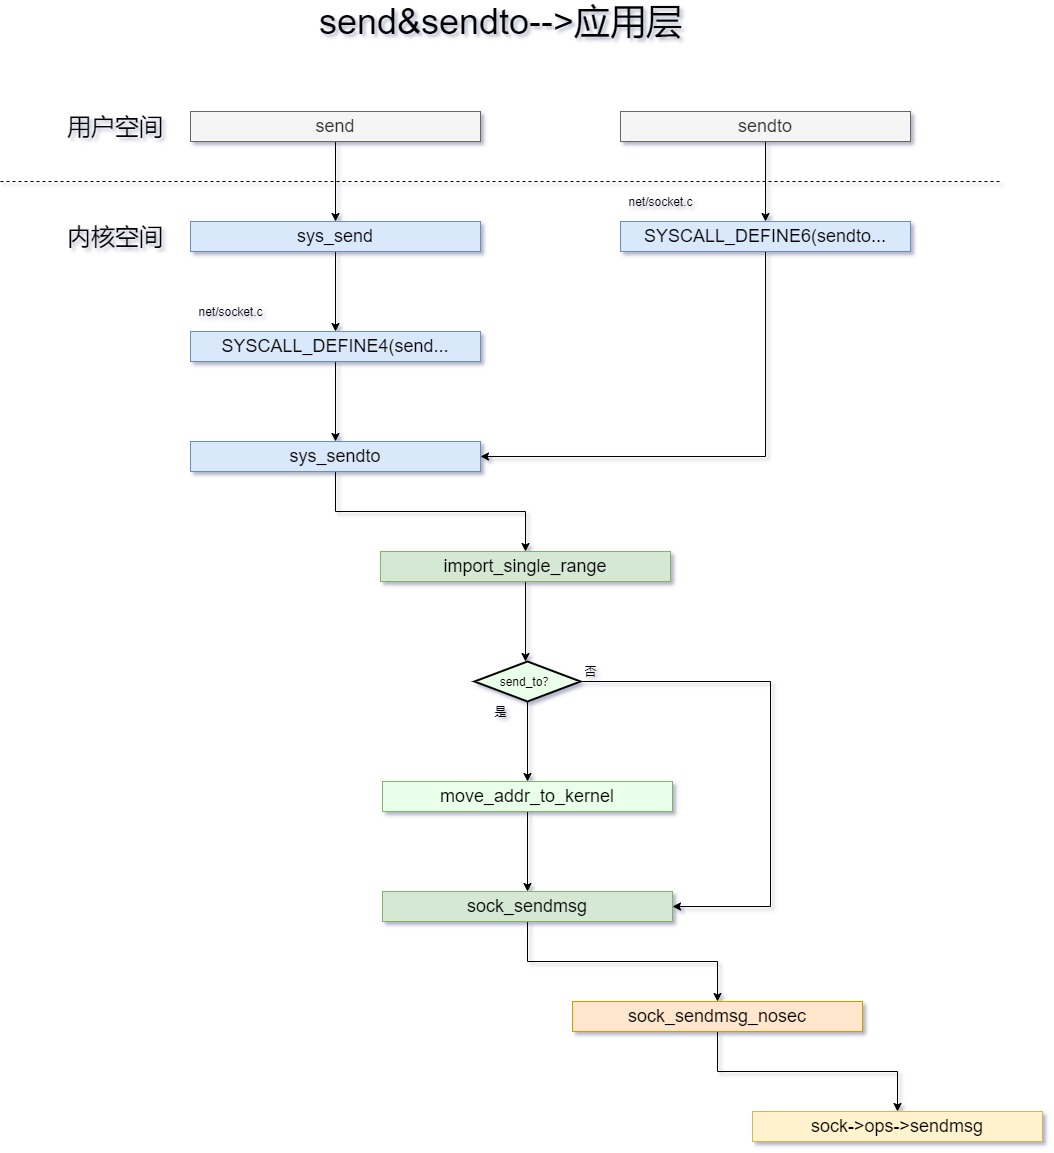 send&sendto-->应用层
用户空间
send
sendto
net/socket.c
内核空间
sys_send
SYSCALL_DEFINE6(sendto...
net/socket.c
SYSCALL_DEFINE4(send...
sys_sendto
import_single_range
send_to?
否
是
move_addr_to_kernel
sock_sendmsg
sock_sendmsg_nosec
sock->ops->sendmsg